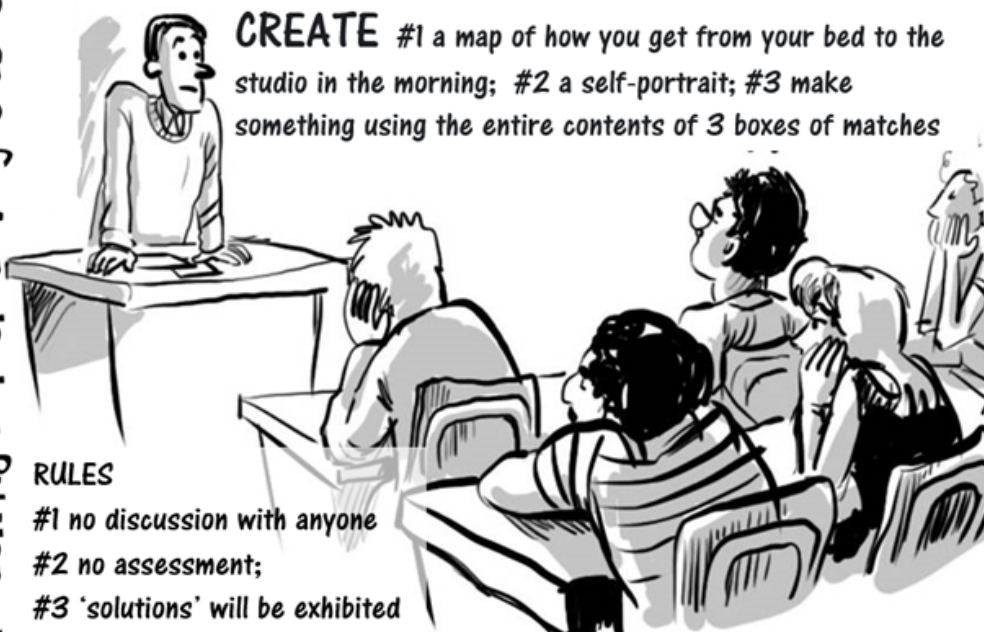 CREATE #1 a map of how you get from your bed to the
studio in the morning; #2 a self-portrait; #3 make
something using the entire contents of 3 boxes of matches
RULES
#1 no discussion with anyone
#2 no assessment;
#3 ‘solutions’ will be exhibited